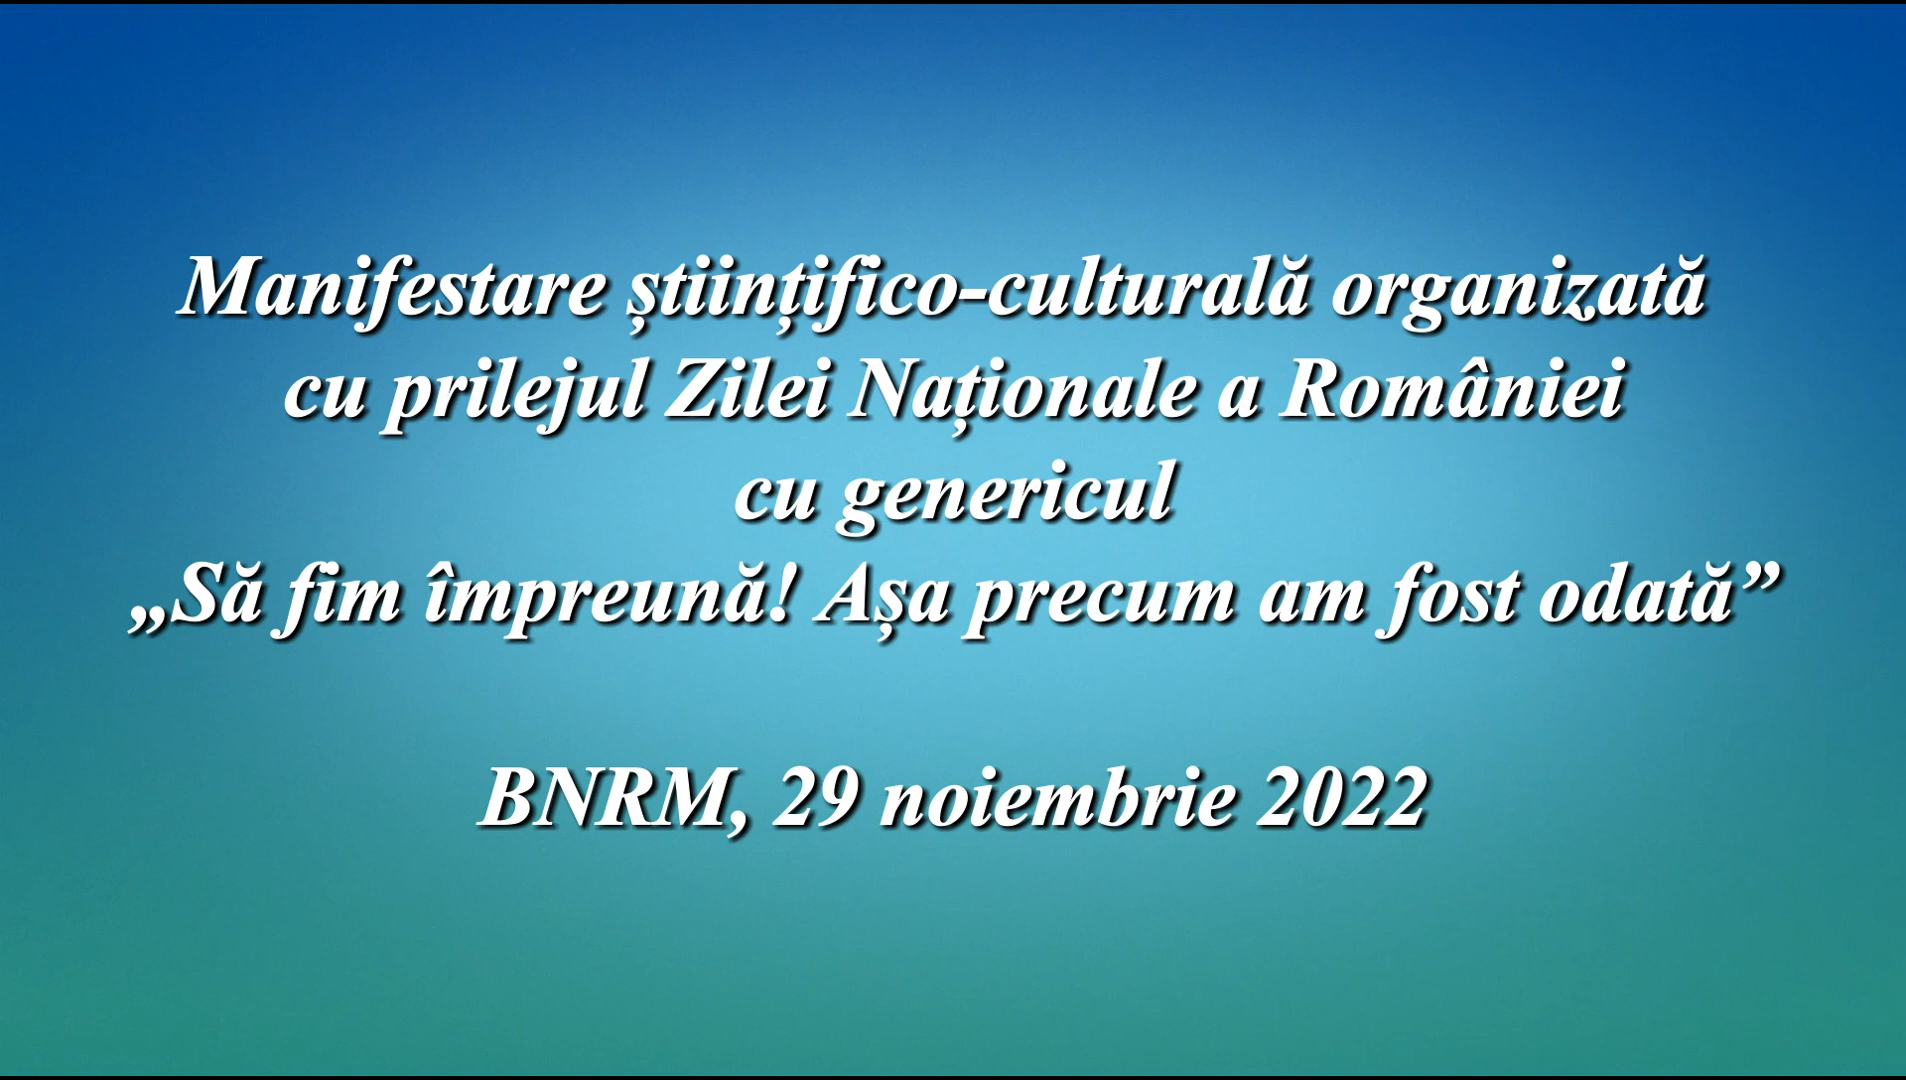 Manifestare științifico-culturală organizată
cu prilejul Zilei Naționale a României
cu genericul
„Să fim împreună! Așa precum am fost odată”
BNRM, 29 noiembrie 2022